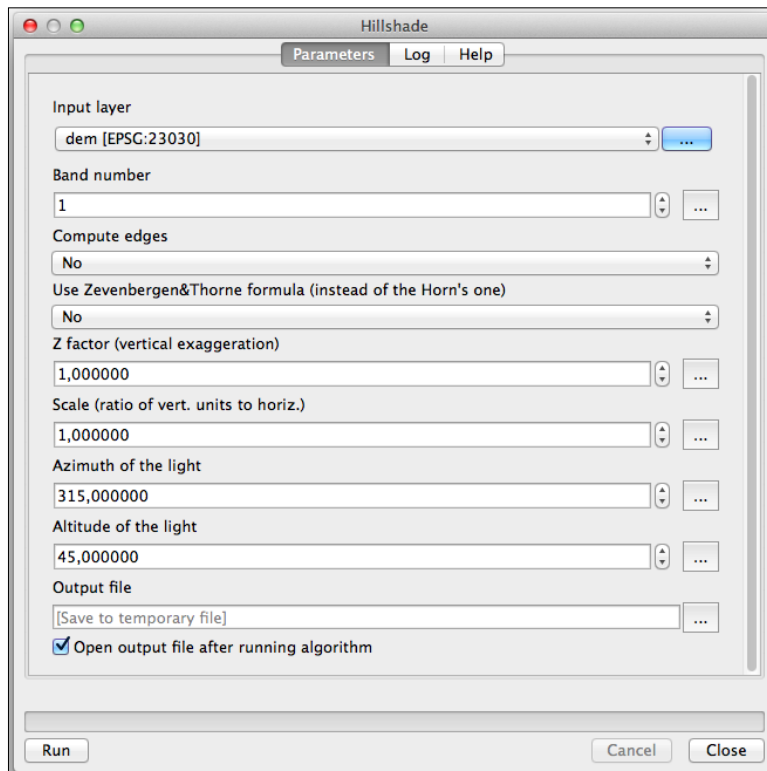 Hillshade
Parameters Log Help
Input layer
dem [EPSG:23030]
...
Band number
1
...
Compute edges
No
Use Zevenbergen&Thorne formula (instead of the Horn's one)
No
Z factor (vertical exaggeration)
1,000000
...
Scale (ratio of vert. units to horiz.)
1,000000
...
Azimuth of the light
315,000000
...
Altitude of the light
45,000000
...
Output file
[Save to temporary file]
...
Open output file after running algorithm
Run Cancel Close